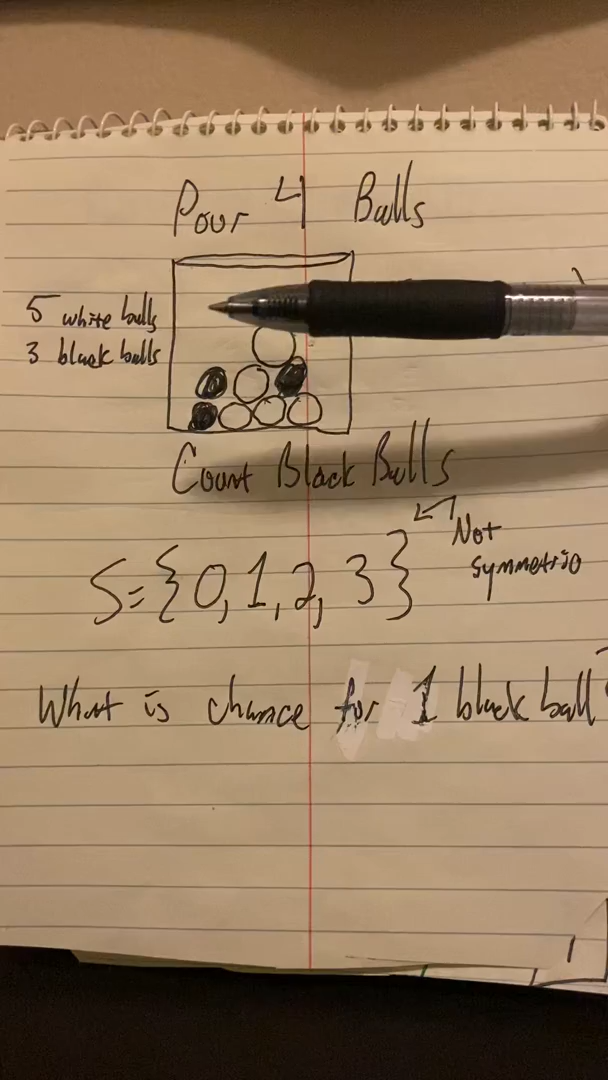 Pour 4 Balls
5 white balls
3 black balls
Count Black Balls
S={0,1,2,3}
Not
symmetric
What is chance for 1 black ball?